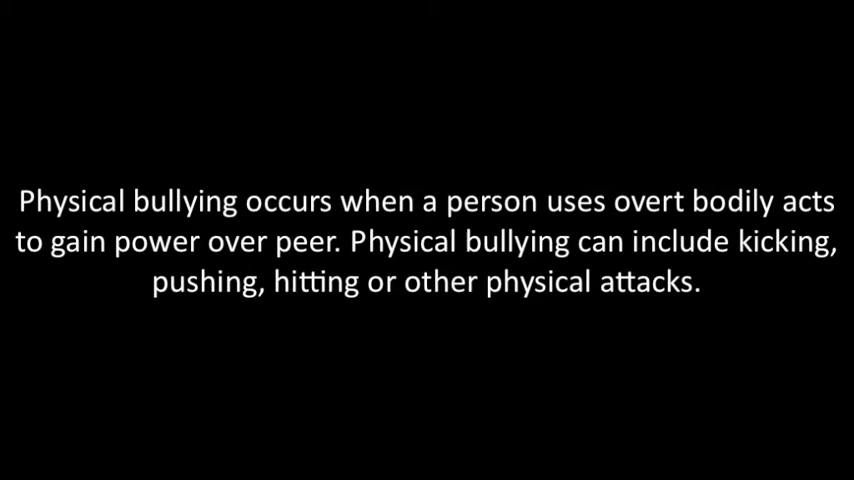 Physical bullying occurs when a person uses overt bodily acts
to gain power over peer. Physical bullying can include kicking,
pushing, hitting or other physical attacks.